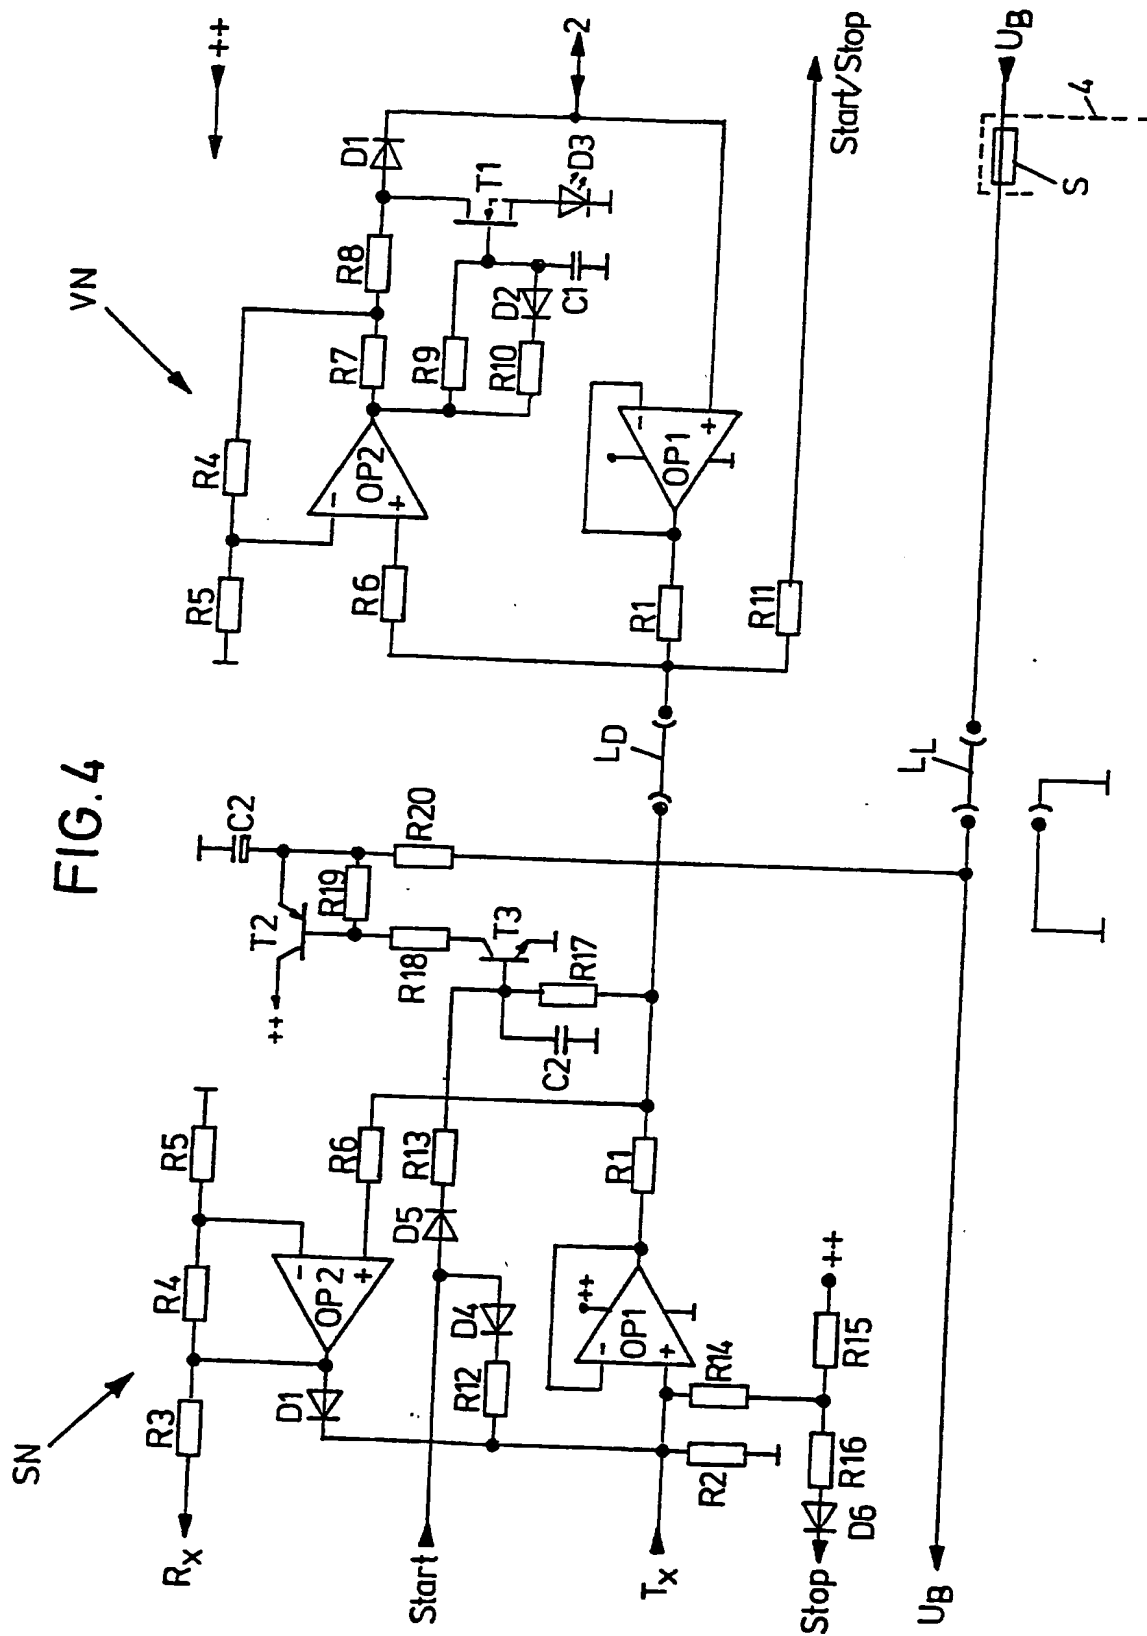 FIG. 4
SN
VN
++
Rx
R3
R4
R5
D1
OP2
-
+
R6
Start
D5
R13
D4
R12
Tx
OP1
-
+
++
R1
R2
R14
R15
++
R16
D6
Stop
UB
T2
++
C2
R19
R20
R18
T3
R17
C2
LD
LL
R5
R4
OP2
-
+
R6
R7
R8
D1
R9
R10
D2
C1
T1
D3
2
OP1
-
+
R1
R11
Start/Stop
UB
S
4